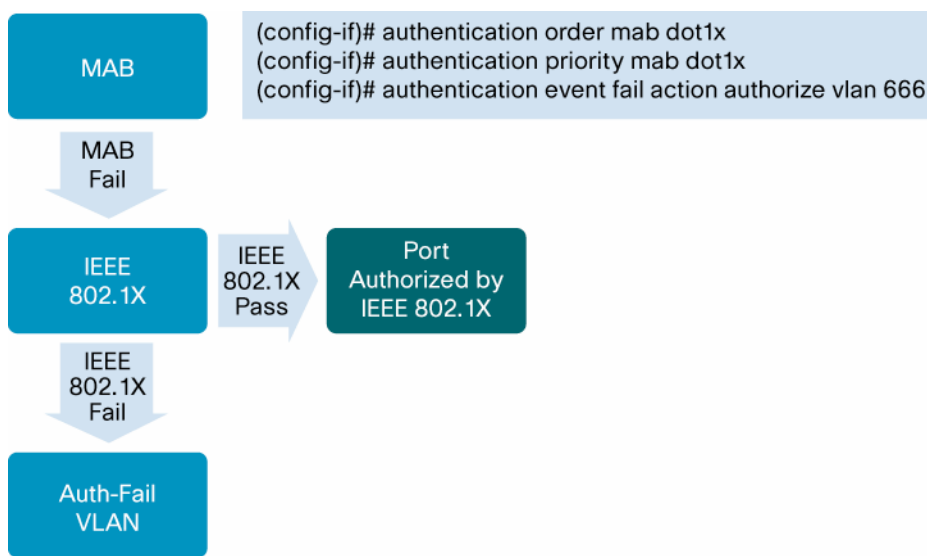 MAB
(config-if)# authentication order mab dot1x
(config-if)# authentication priority mab dot1x
(config-if)# authentication event fail action authorize vlan 666
MAB
Fail
IEEE
802.1X
IEEE
802.1X
Pass
Port
Authorized by
IEEE 802.1X
IEEE
802.1X
Fail
Auth-Fail
VLAN